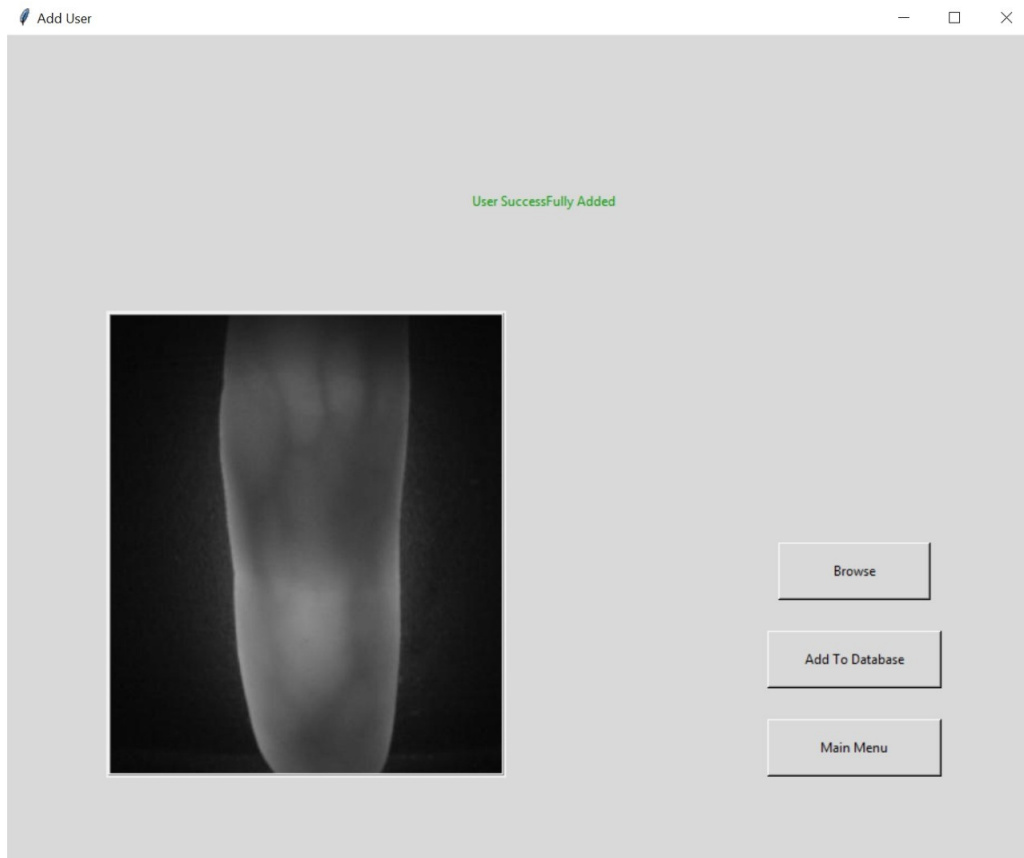 Add User
User SuccessFully Added
Browse
Add To Database
Main Menu